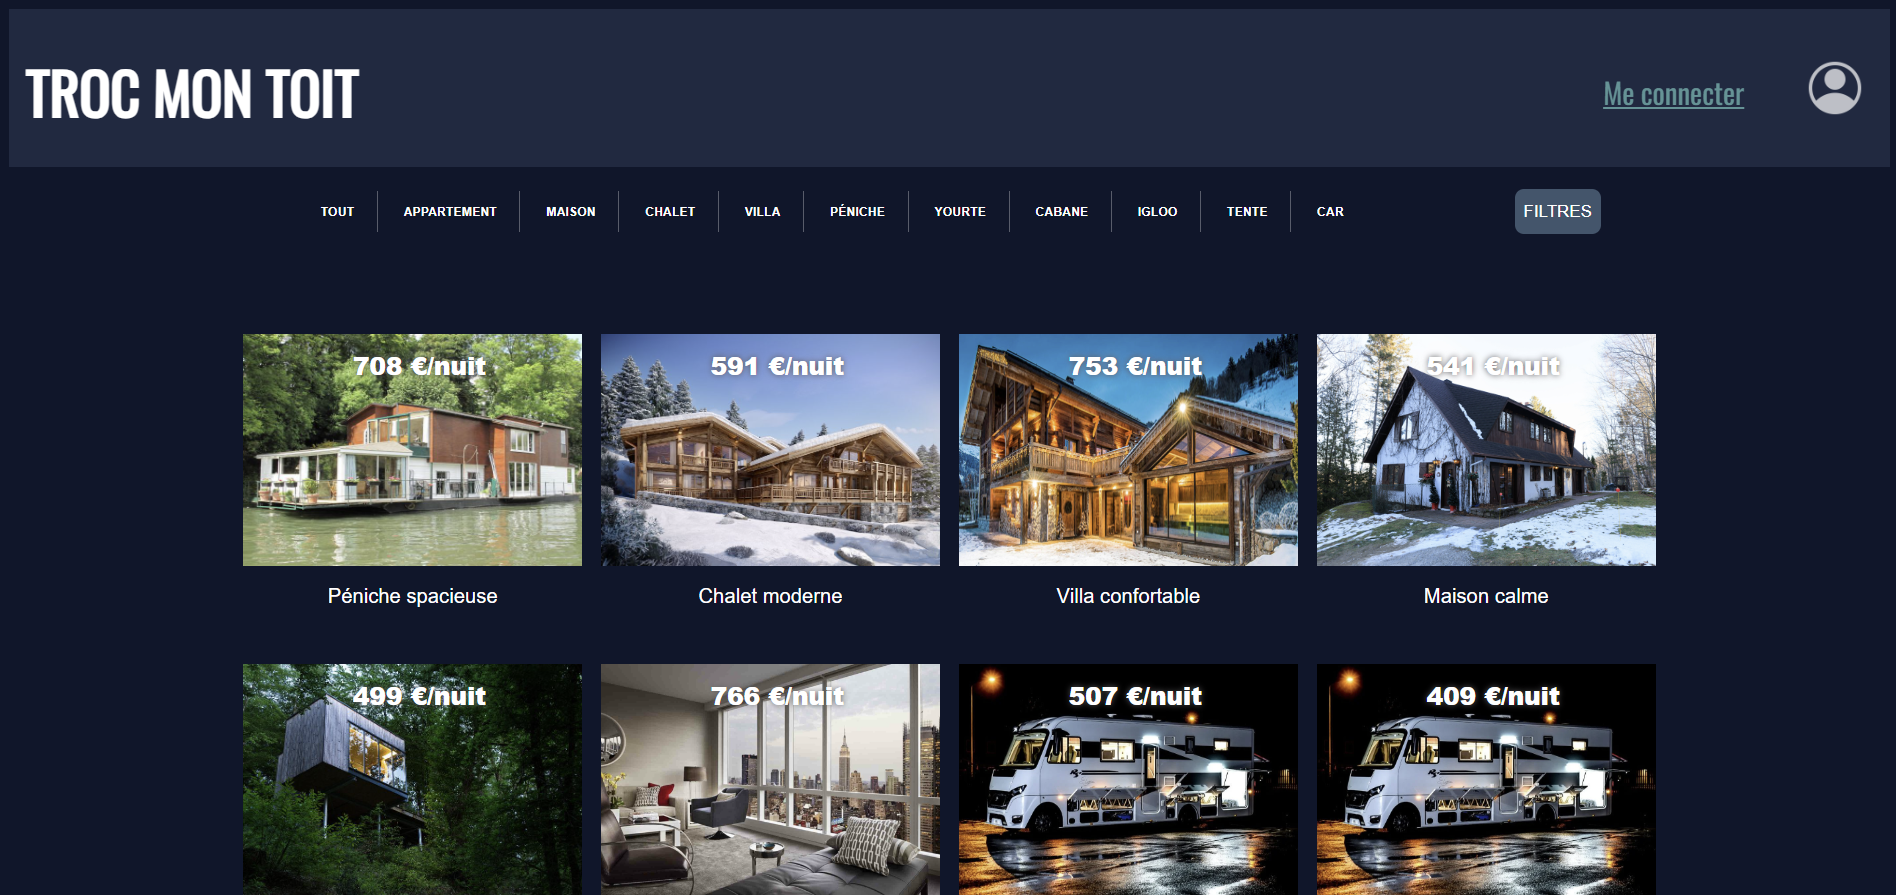 TROC MON TOIT
Me connecter
TOUT
APPARTEMENT
MAISON
CHALET
VILLA
PÉNICHE
YOURTE
CABANE
IGLOO
TENTE
CAR
FILTRES
708 €/nuit
591 €/nuit
753 €/nuit
541 €/nuit
Péniche spacieuse
Chalet moderne
Villa confortable
Maison calme
499 €/nuit
766 €/nuit
507 €/nuit
409 €/nuit